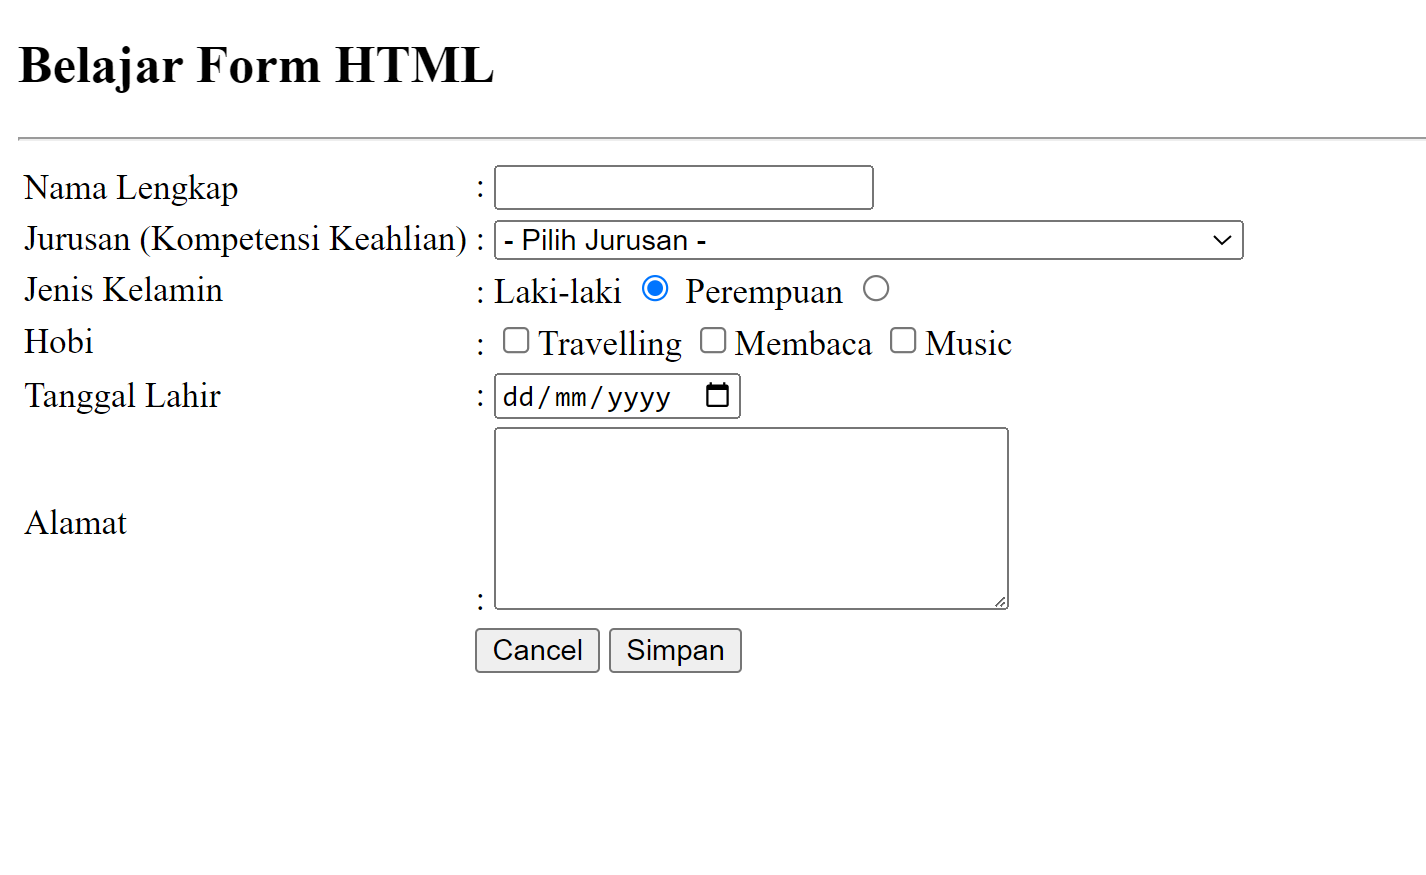 Belajar Form HTML
Nama Lengkap :
Jurusan (Kompetensi Keahlian) : - Pilih Jurusan -
Jenis Kelamin : Laki-laki Perempuan
Hobi : Travelling Membaca Music
Tanggal Lahir : dd/mm/yyyy
Alamat :
Cancel Simpan